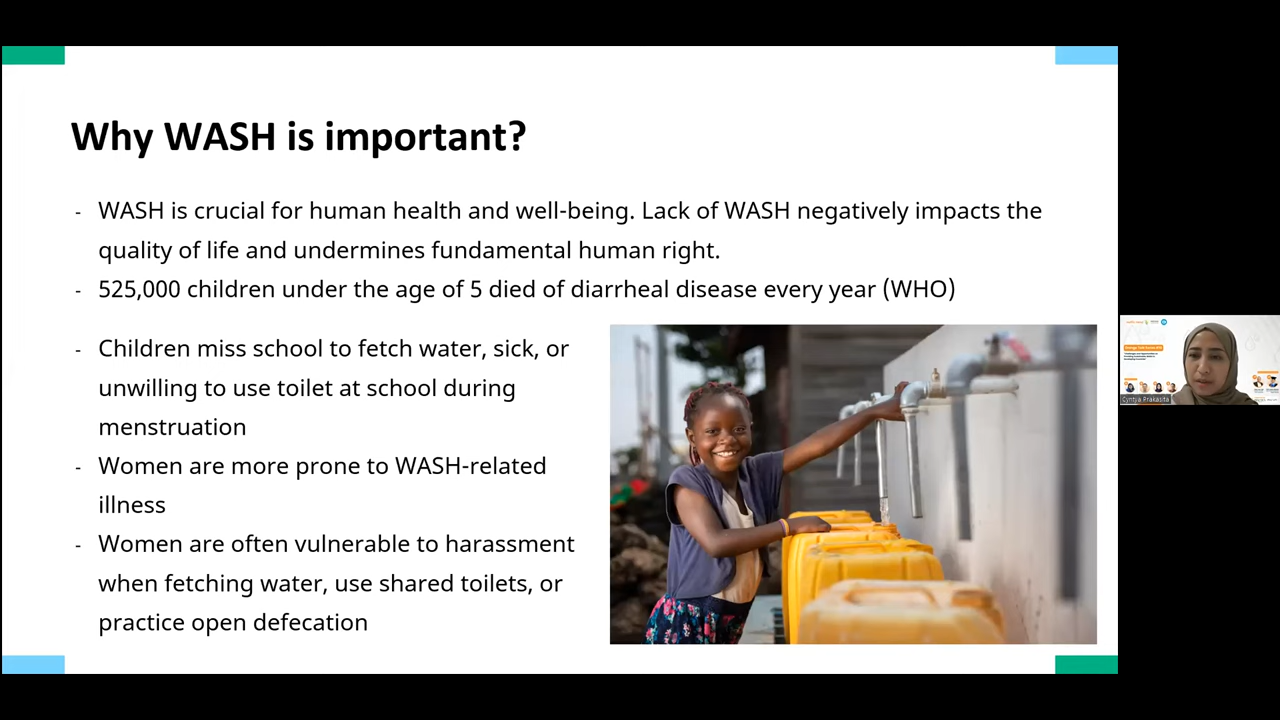 Why WASH is important?
- WASH is crucial for human health and well-being. Lack of WASH negatively impacts the
quality of life and undermines fundamental human right.
- 525,000 children under the age of 5 died of diarrheal disease every year (WHO)
- Children miss school to fetch water, sick, or
unwilling to use toilet at school during
menstruation
- Women are more prone to WASH-related
illness
- Women are often vulnerable to harassment
when fetching water, use shared toilets, or
practice open defecation
Cyntya Prakasita